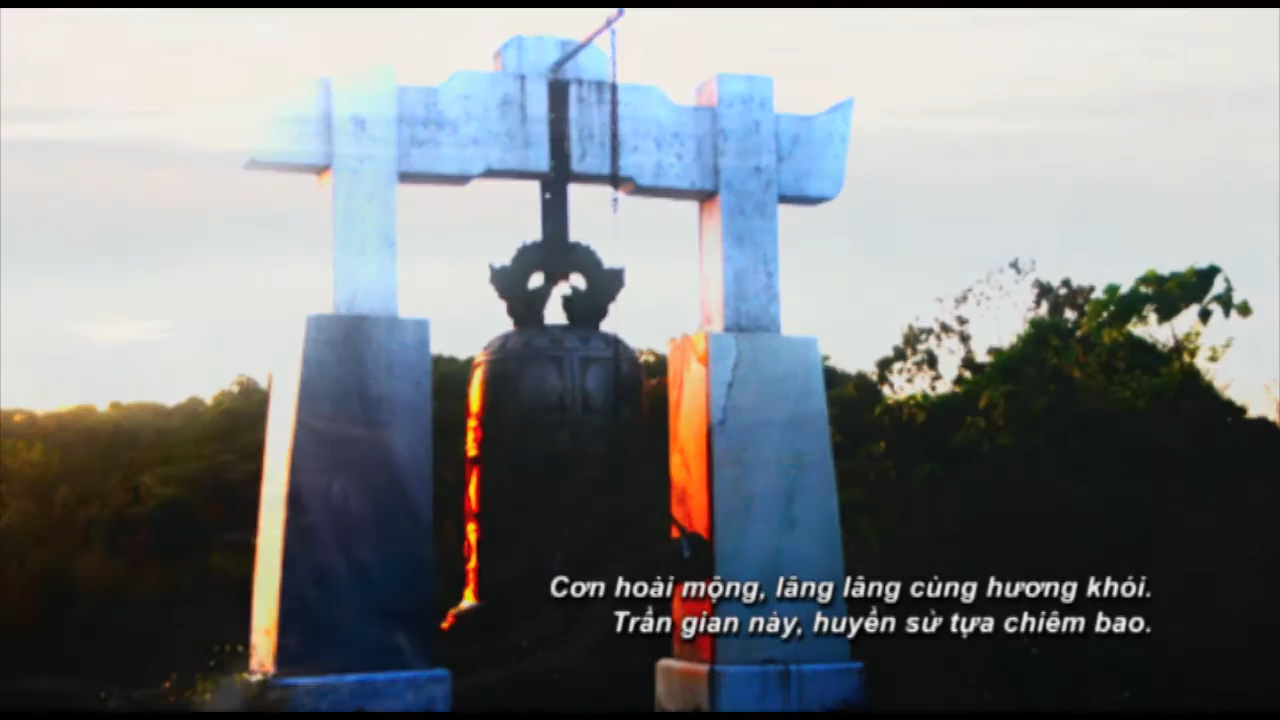 Cơn hoài mộng, lâng lâng cùng hương khói.
Trần gian này, huyền sử tựa chiêm bao.